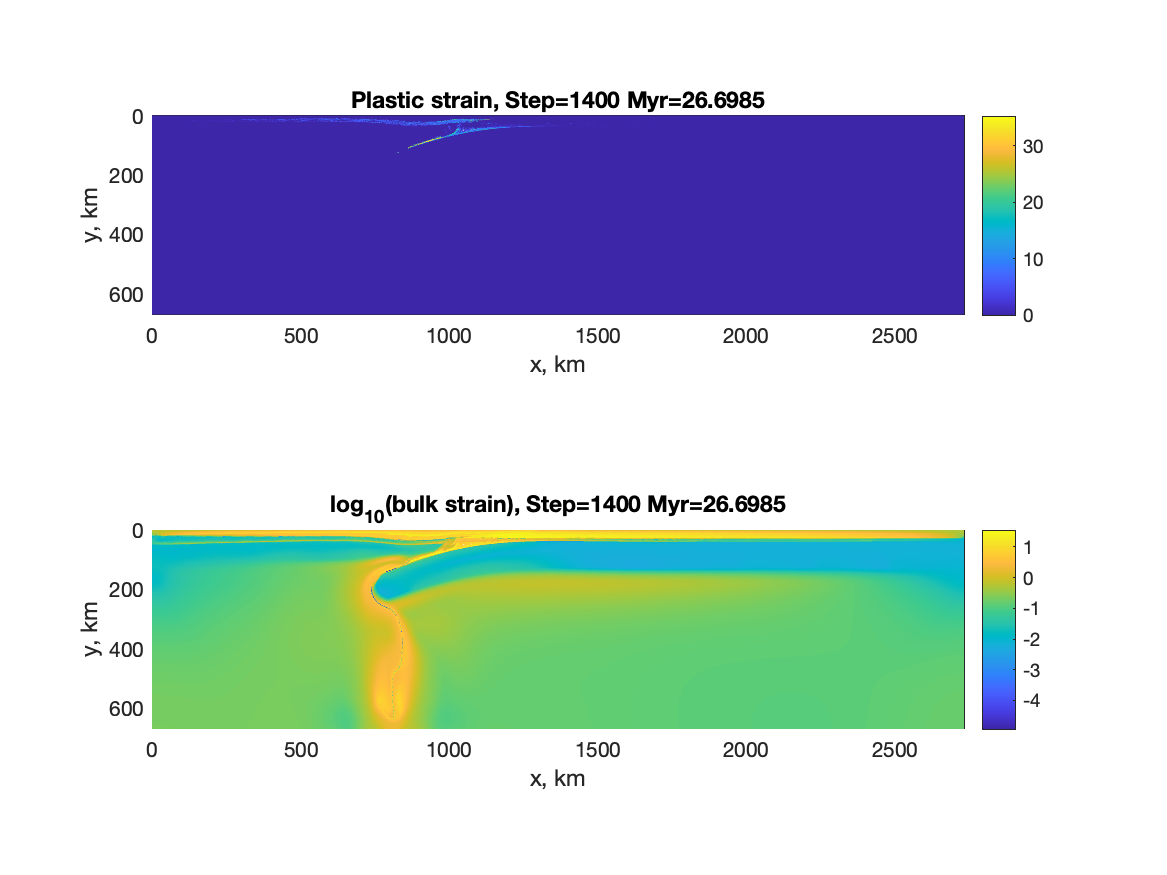 Plastic strain, Step=1400 Myr=26.6985
0
200
400
600
y, km
0 500 1000 1500 2000 2500
x, km
30
20
10
0
log10(bulk strain), Step=1400 Myr=26.6985
0
200
400
600
y, km
0 500 1000 1500 2000 2500
x, km
1
0
-1
-2
-3
-4